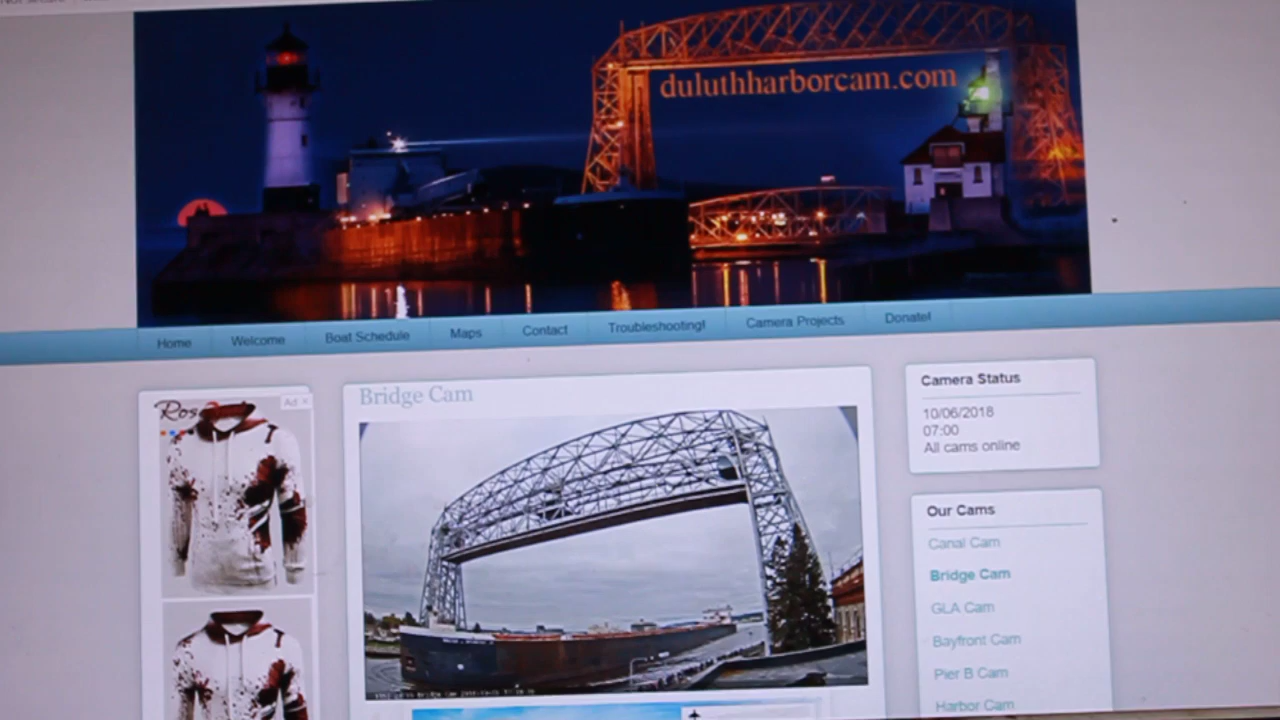 duluthharborcam.com
Home
Welcome
Boat Schedule
Maps
Contact
Troubleshooting!
Camera Projects
Donate!
Ad
Bridge Cam
Camera Status
10/06/2018
07:00
All cams online
Our Cams
Canal Cam
Bridge Cam
GLA Cam
Bayfront Cam
Pier B Cam
Harbor Cam